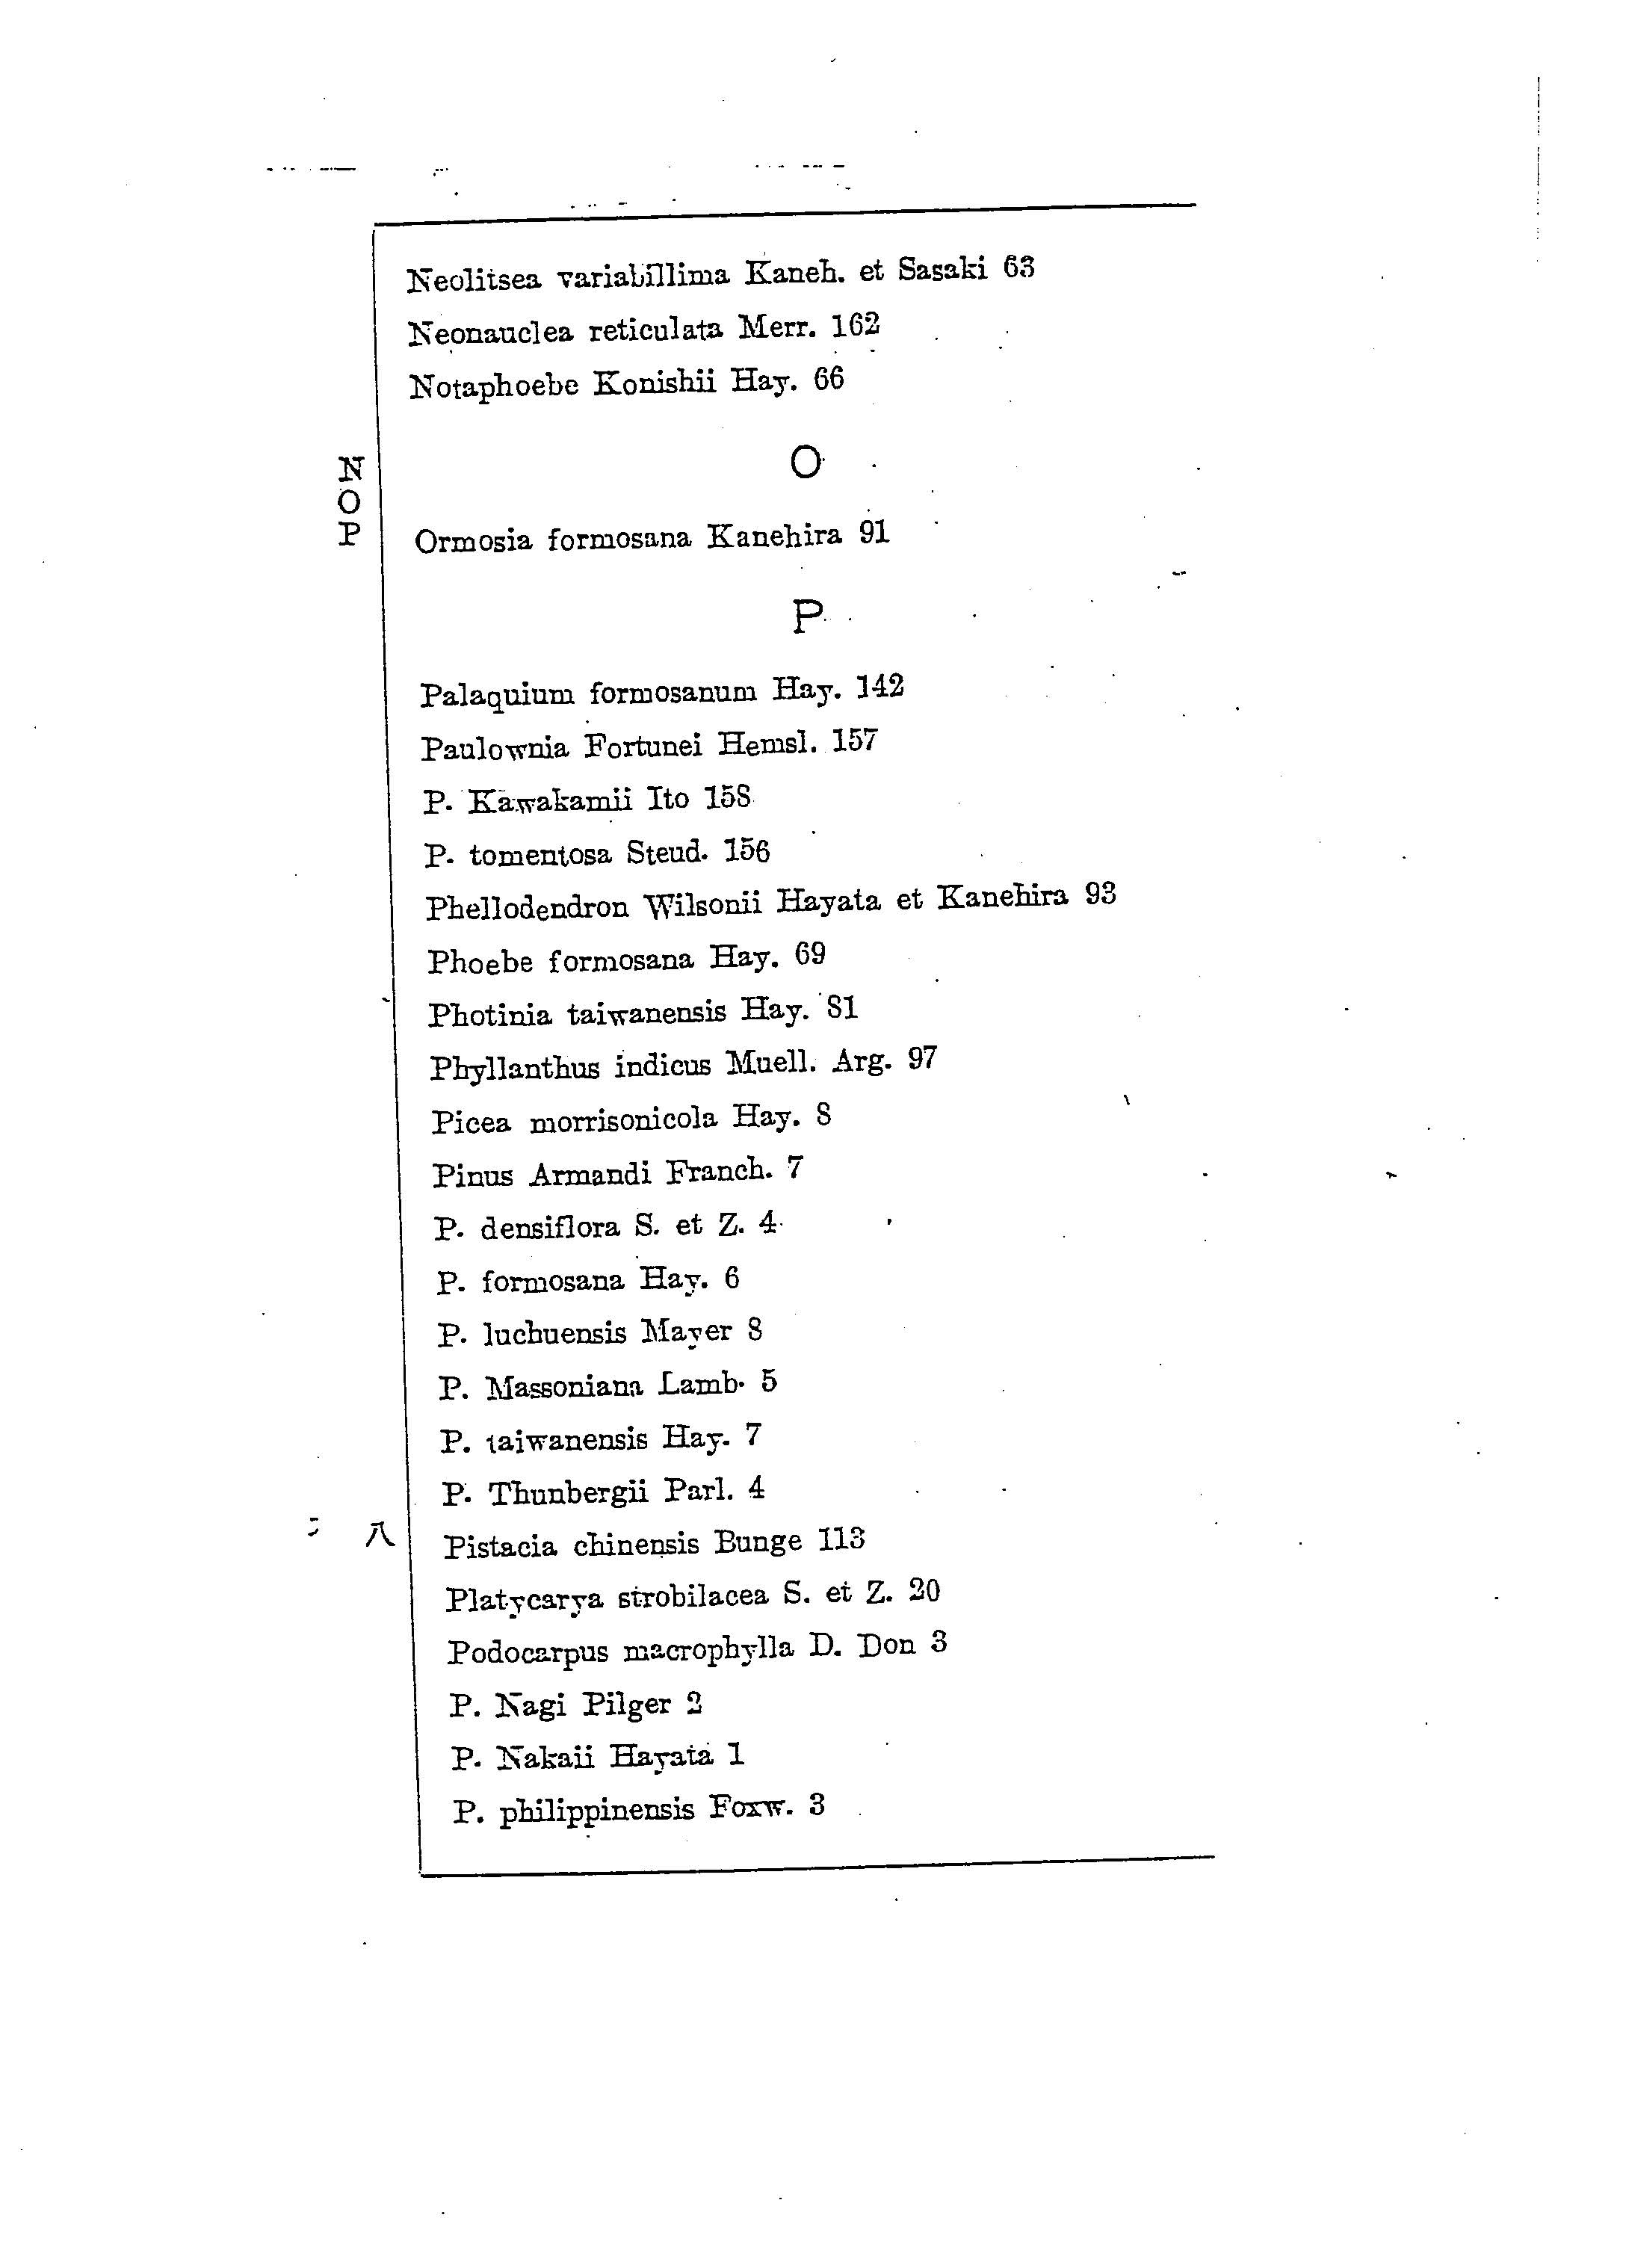 Neolitsea variabillima Kaneh. et Sasaki 63
Neonauclea reticulata Merr. 162
Notaphoebe Konishii Hay. 66
O
N
O
P
Ormosia formosana Kanehira 91
P
Palaquium formosanum Hay. 142
Paulownia Fortunei Hemsl. 157
P. Kawakamii Ito 158
P. tomentosa Steud. 156
Phellodendron Wilsonii Hayata et Kanehira 93
Phoebe formosana Hay. 69
Photinia taiwanensis Hay. 81
Phyllanthus indicus Muell. Arg. 97
Picea morrisonicola Hay. 8
Pinus Armandi Franch. 7
P. densiflora S. et Z. 4
P. formosana Hay. 6
P. luchuensis Mayer 8
P. Massoniana Lamb. 5
P. taiwanensis Hay. 7
P. Thunbergii Parl. 4
八
Pistacia chinensis Bunge 113
Platycarya strobilacea S. et Z. 20
Podocarpus macrophylla D. Don 3
P. Nagi Pilger 2
P. Nakaii Hayata 1
P. philippinensis Foxw. 3